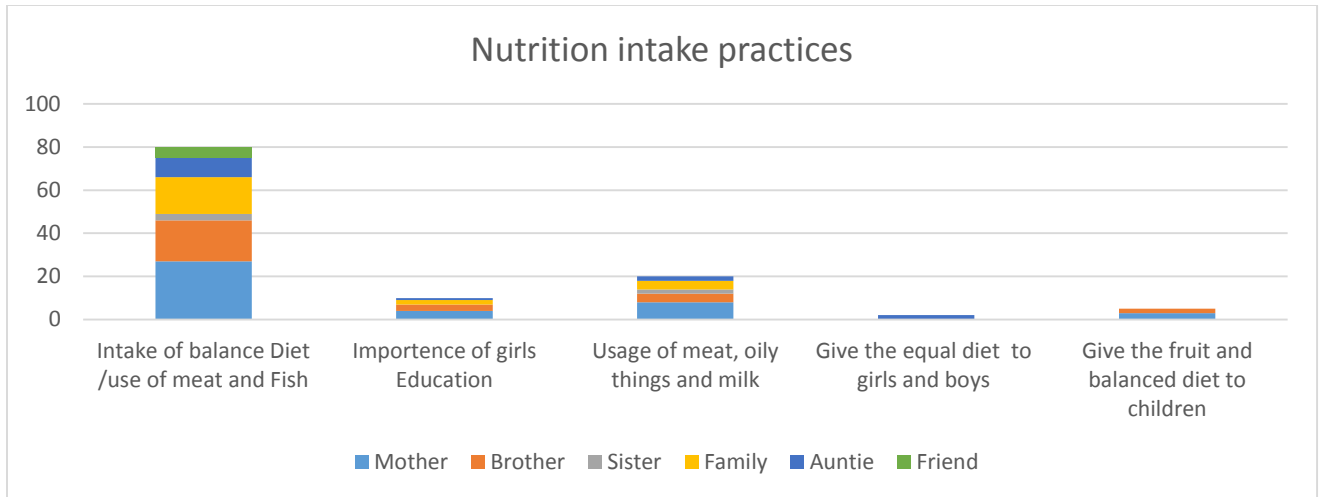 Nutrition intake practices
100
80
60
40
20
0
Intake of balance Diet
/use of meat and Fish
Importence of girls
Education
Usage of meat, oily
things and milk
Give the equal diet to
girls and boys
Give the fruit and
balanced diet to
children
Mother Brother Sister Family Auntie Friend